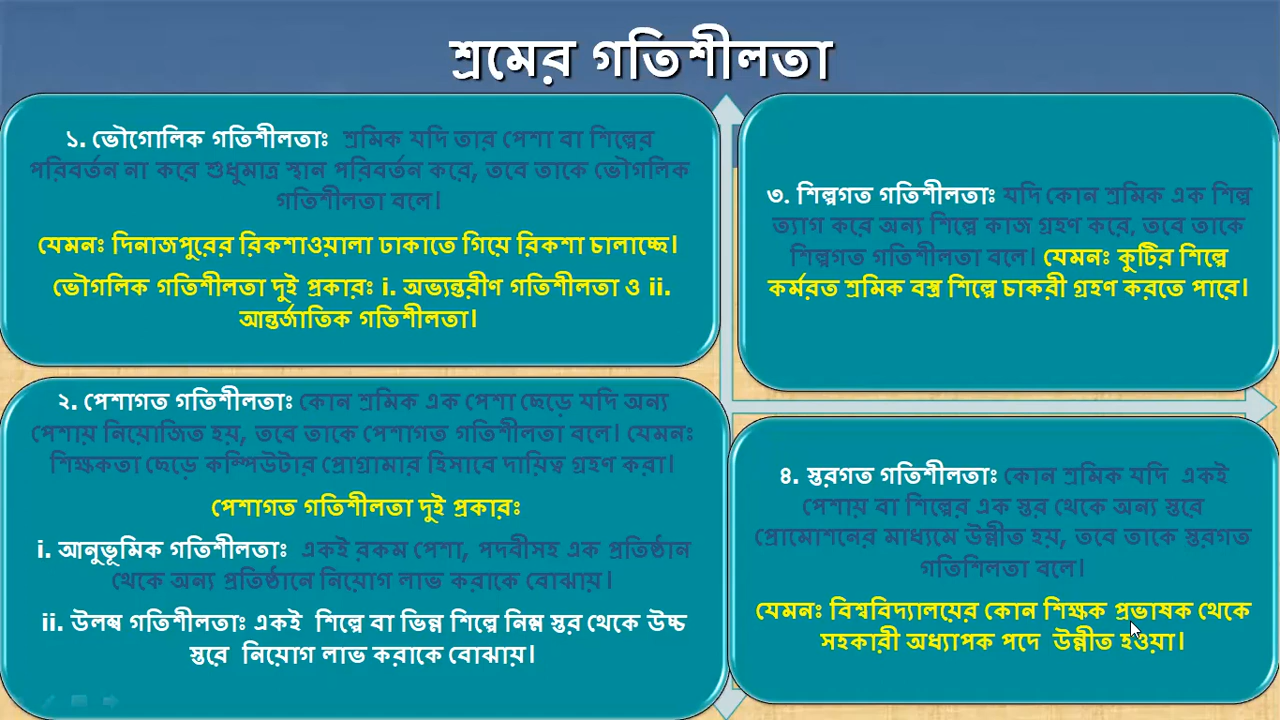 শ্রমের গতিশীলতা
১. ভৌগোলিক গতিশীলতাঃ শ্রমিক যদি তার পেশা বা শিল্পের
পরিবর্তন না করে শুধুমাত্র স্থান পরিবর্তন করে, তবে তাকে ভৌগলিক
গতিশীলতা বলে।
যেমনঃ দিনাজপুরের রিকশাওয়ালা ঢাকাতে গিয়ে রিকশা চালাচ্ছে।
ভৌগলিক গতিশীলতা দুই প্রকারঃ i. অভ্যন্তরীণ গতিশীলতা ও ii.
আন্তর্জাতিক গতিশীলতা।
২. পেশাগত গতিশীলতাঃ কোন শ্রমিক এক পেশা ছেড়ে যদি অন্য
পেশায় নিয়োজিত হয়, তবে তাকে পেশাগত গতিশীলতা বলে। যেমনঃ
শিক্ষকতা ছেড়ে কম্পিউটার প্রোগ্রামার হিসাবে দায়িত্ব গ্রহণ করা।
পেশাগত গতিশীলতা দুই প্রকারঃ
i. আনুভূমিক গতিশীলতাঃ একই রকম পেশা, পদবীসহ এক প্রতিষ্ঠান
থেকে অন্য প্রতিষ্ঠানে নিয়োগ লাভ করাকে বোঝায়।
ii. উলম্ব গতিশীলতাঃ একই শিল্পে বা ভিন্ন শিল্পে নিম্ন স্তর থেকে উচ্চ
স্তরে নিয়োগ লাভ করাকে বোঝায়।
৩. শিল্পগত গতিশীলতাঃ যদি কোন শ্রমিক এক শিল্প
ত্যাগ করে অন্য শিল্পে কাজ গ্রহণ করে, তবে তাকে
শিল্পগত গতিশীলতা বলে। যেমনঃ কুটির শিল্পে
কর্মরত শ্রমিক বস্ত্র শিল্পে চাকরী গ্রহণ করতে পারে।
৪. স্তরগত গতিশীলতাঃ কোন শ্রমিক যদি একই
পেশায় বা শিল্পের এক স্তর থেকে অন্য স্তরে
প্রোমোশনের মাধ্যমে উন্নীত হয়, তবে তাকে স্তরগত
গতিশিলতা বলে।
যেমনঃ বিশ্ববিদ্যালয়ের কোন শিক্ষক প্রভাষক থেকে
সহকারী অধ্যাপক পদে উন্নীত হওয়া।